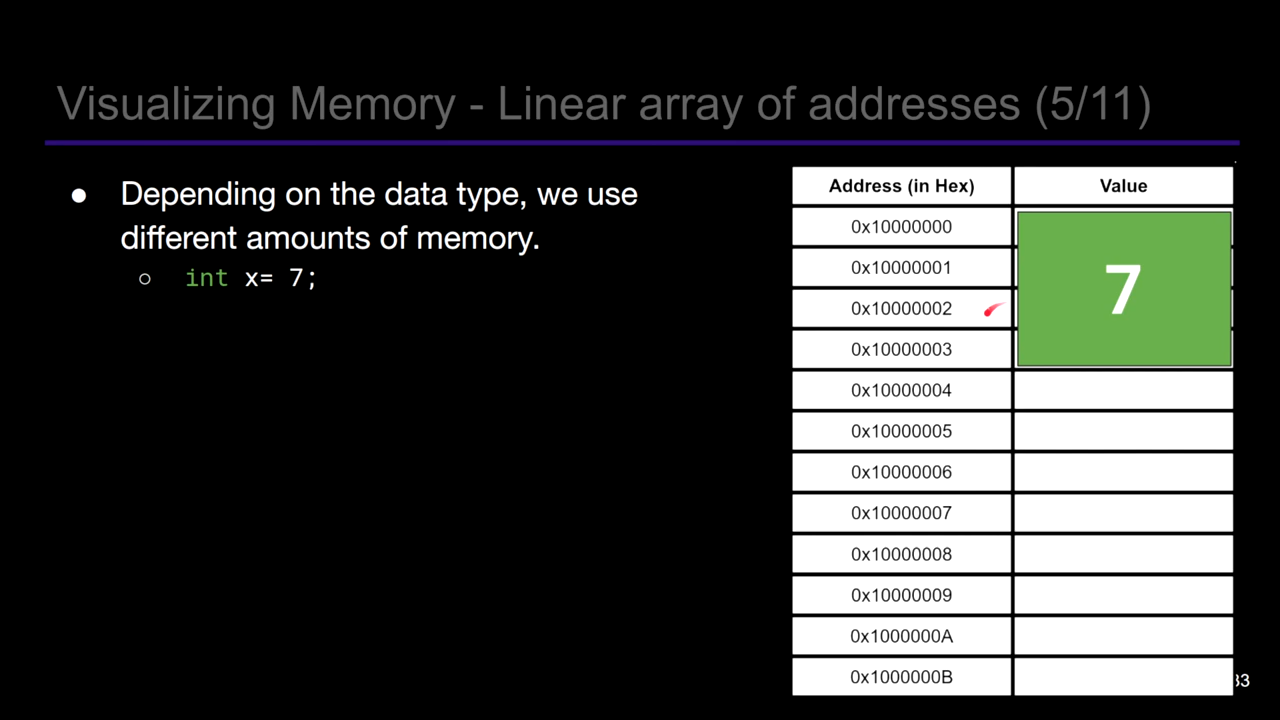 Visualizing Memory - Linear array of addresses (5/11)
● Depending on the data type, we use
different amounts of memory.
○ int x= 7;
Address (in Hex) Value
0x10000000
0x10000001
7
0x10000002
0x10000003
0x10000004
0x10000005
0x10000006
0x10000007
0x10000008
0x10000009
0x1000000A
0x1000000B